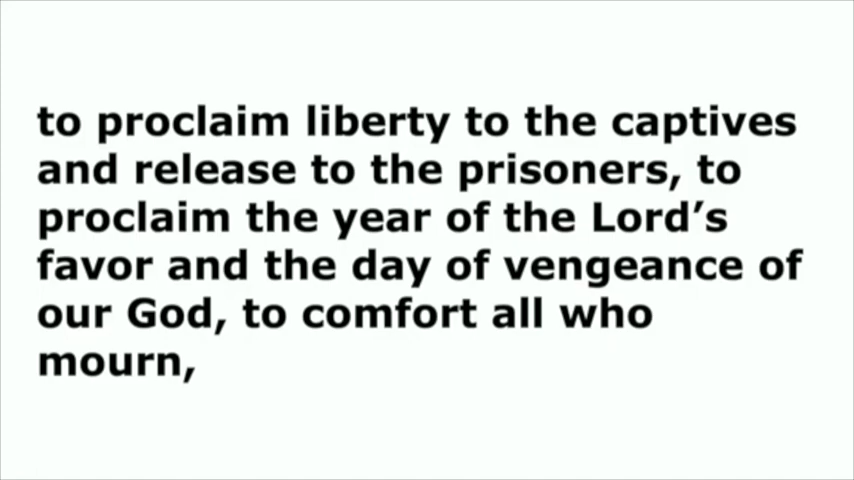 to proclaim liberty to the captives
and release to the prisoners, to
proclaim the year of the Lord’s
favor and the day of vengeance of
our God, to comfort all who
mourn,